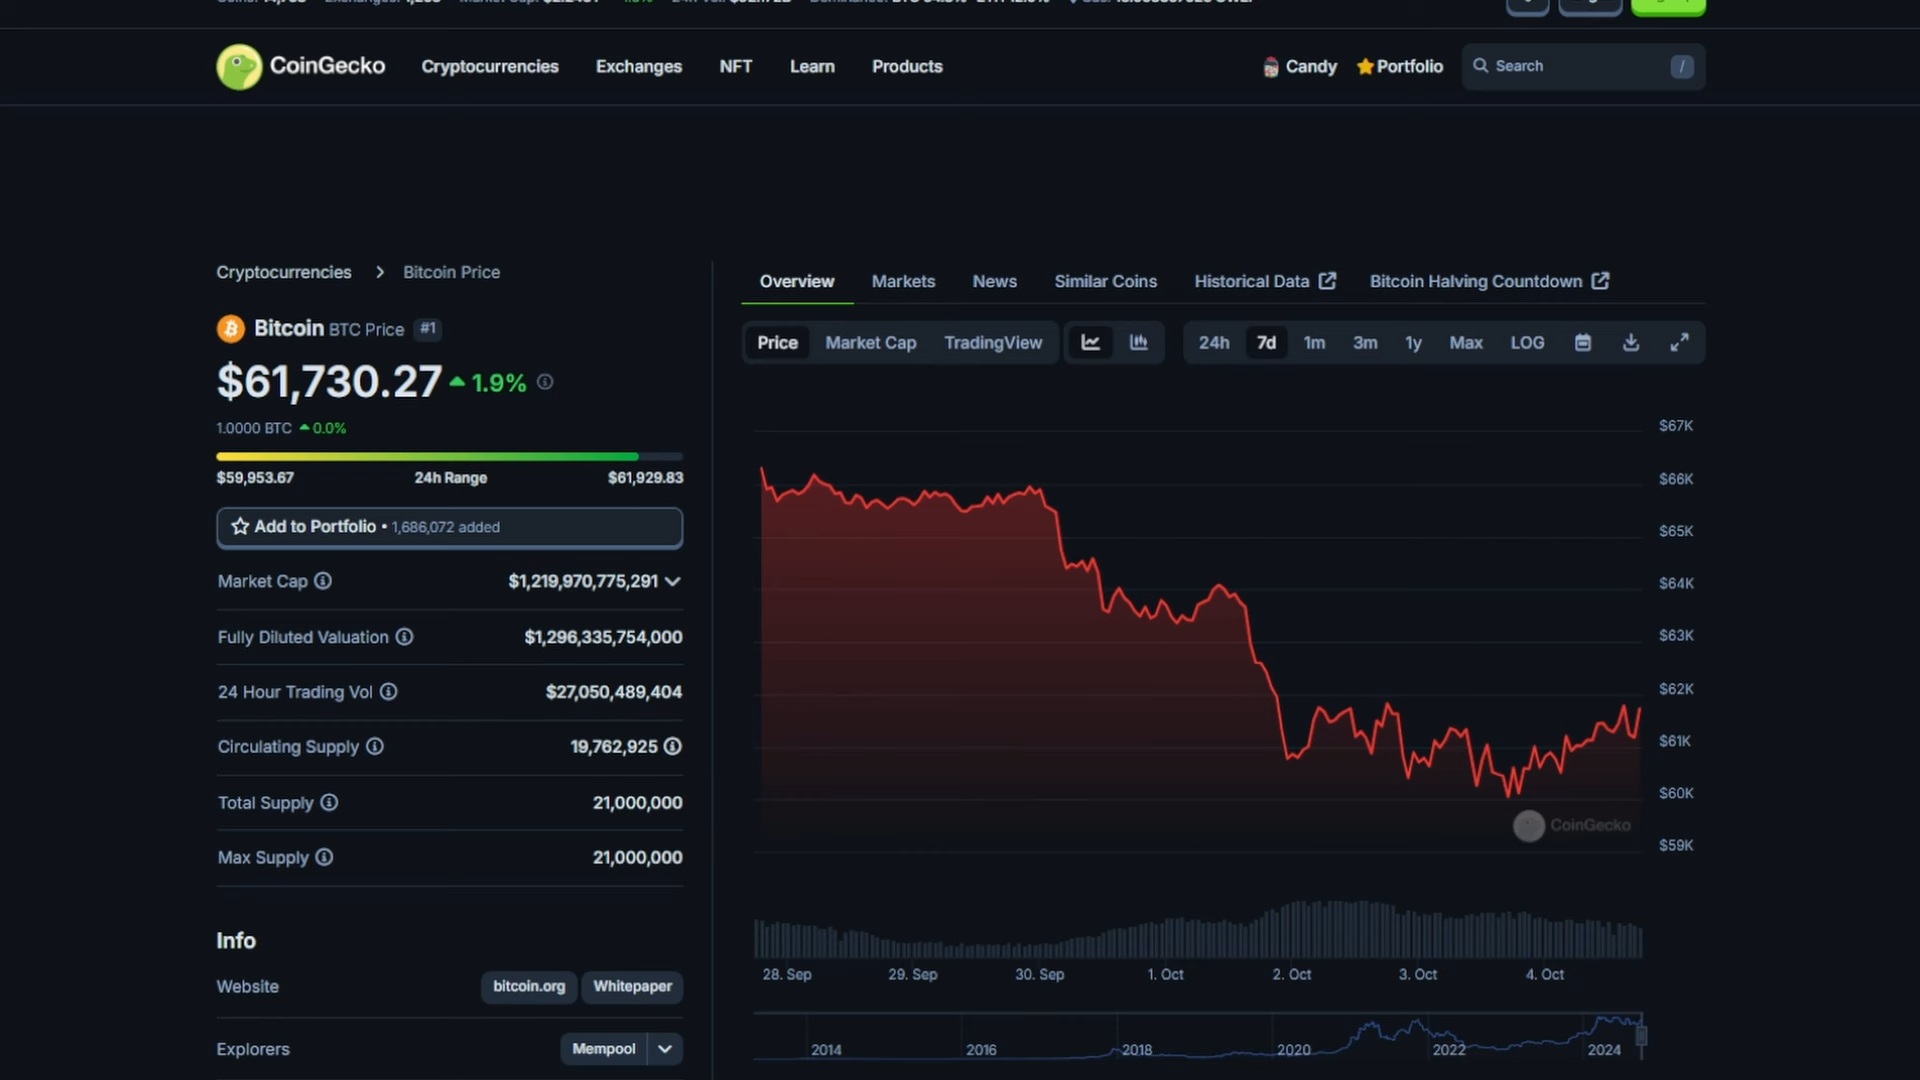 CoinGecko Cryptocurrencies Exchanges NFT Learn Products Candy Portfolio Search /
Cryptocurrencies > Bitcoin Price
Bitcoin BTC Price #1
$61,730.27 1.9%
1.0000 BTC 0.0%
$59,953.67 24h Range $61,929.83
Add to Portfolio • 1,686,072 added
Market Cap $1,219,970,775,291
Fully Diluted Valuation $1,296,335,754,000
24 Hour Trading Vol $27,050,489,404
Circulating Supply 19,762,925
Total Supply 21,000,000
Max Supply 21,000,000
Info
Website bitcoin.org Whitepaper
Explorers Mempool
Overview Markets News Similar Coins Historical Data Bitcoin Halving Countdown
Price Market Cap TradingView 24h 7d 1m 3m 1y Max LOG
$67K
$66K
$65K
$64K
$63K
$62K
$61K
$60K
$59K
CoinGecko
28. Sep 29. Sep 30. Sep 1. Oct 2. Oct 3. Oct 4. Oct
2014 2016 2018 2020 2022 2024